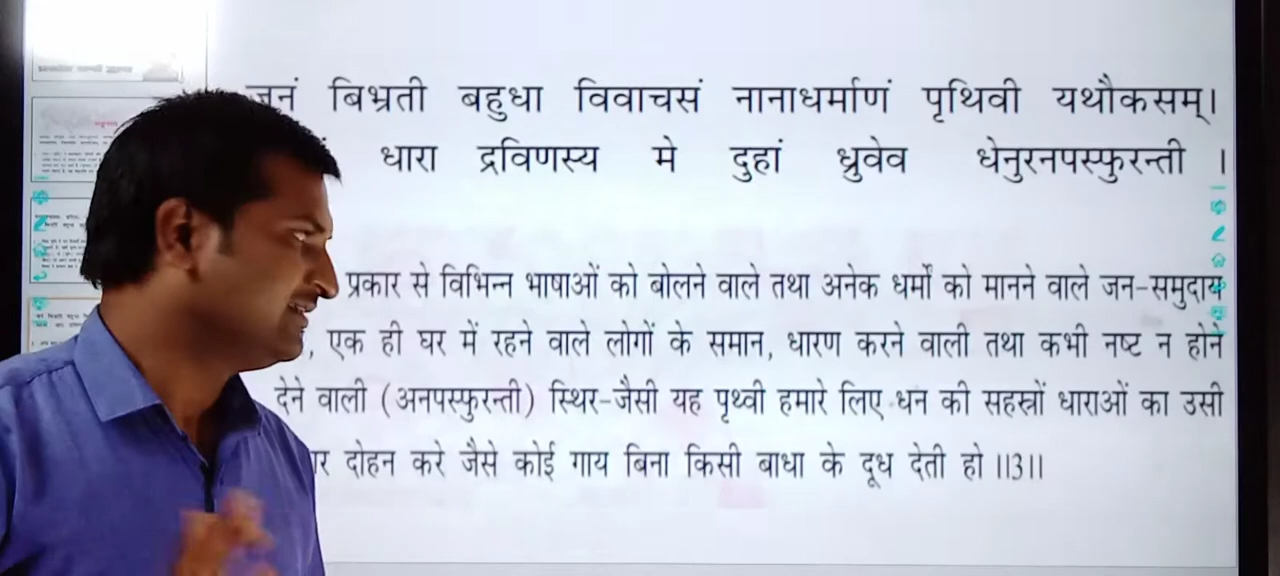 जनं बिभ्रती बहुधा विवाचसं नानाधर्माणं पृथिवी यथौकसम्।
धारा द्रविणस्य मे दुहां ध्रुवेव धेनुरनपस्फुरन्ती ।
प्रकार से विभिन्न भाषाओं को बोलने वाले तथा अनेक धर्मों को मानने वाले जन-समुदाय
, एक ही घर में रहने वाले लोगों के समान, धारण करने वाली तथा कभी नष्ट न होने
देने वाली (अनपस्फुरन्ती) स्थिर-जैसी यह पृथ्वी हमारे लिए धन की सहस्रों धाराओं का उसी
दोहन करे जैसे कोई गाय बिना किसी बाधा के दूध देती हो ।।3।।